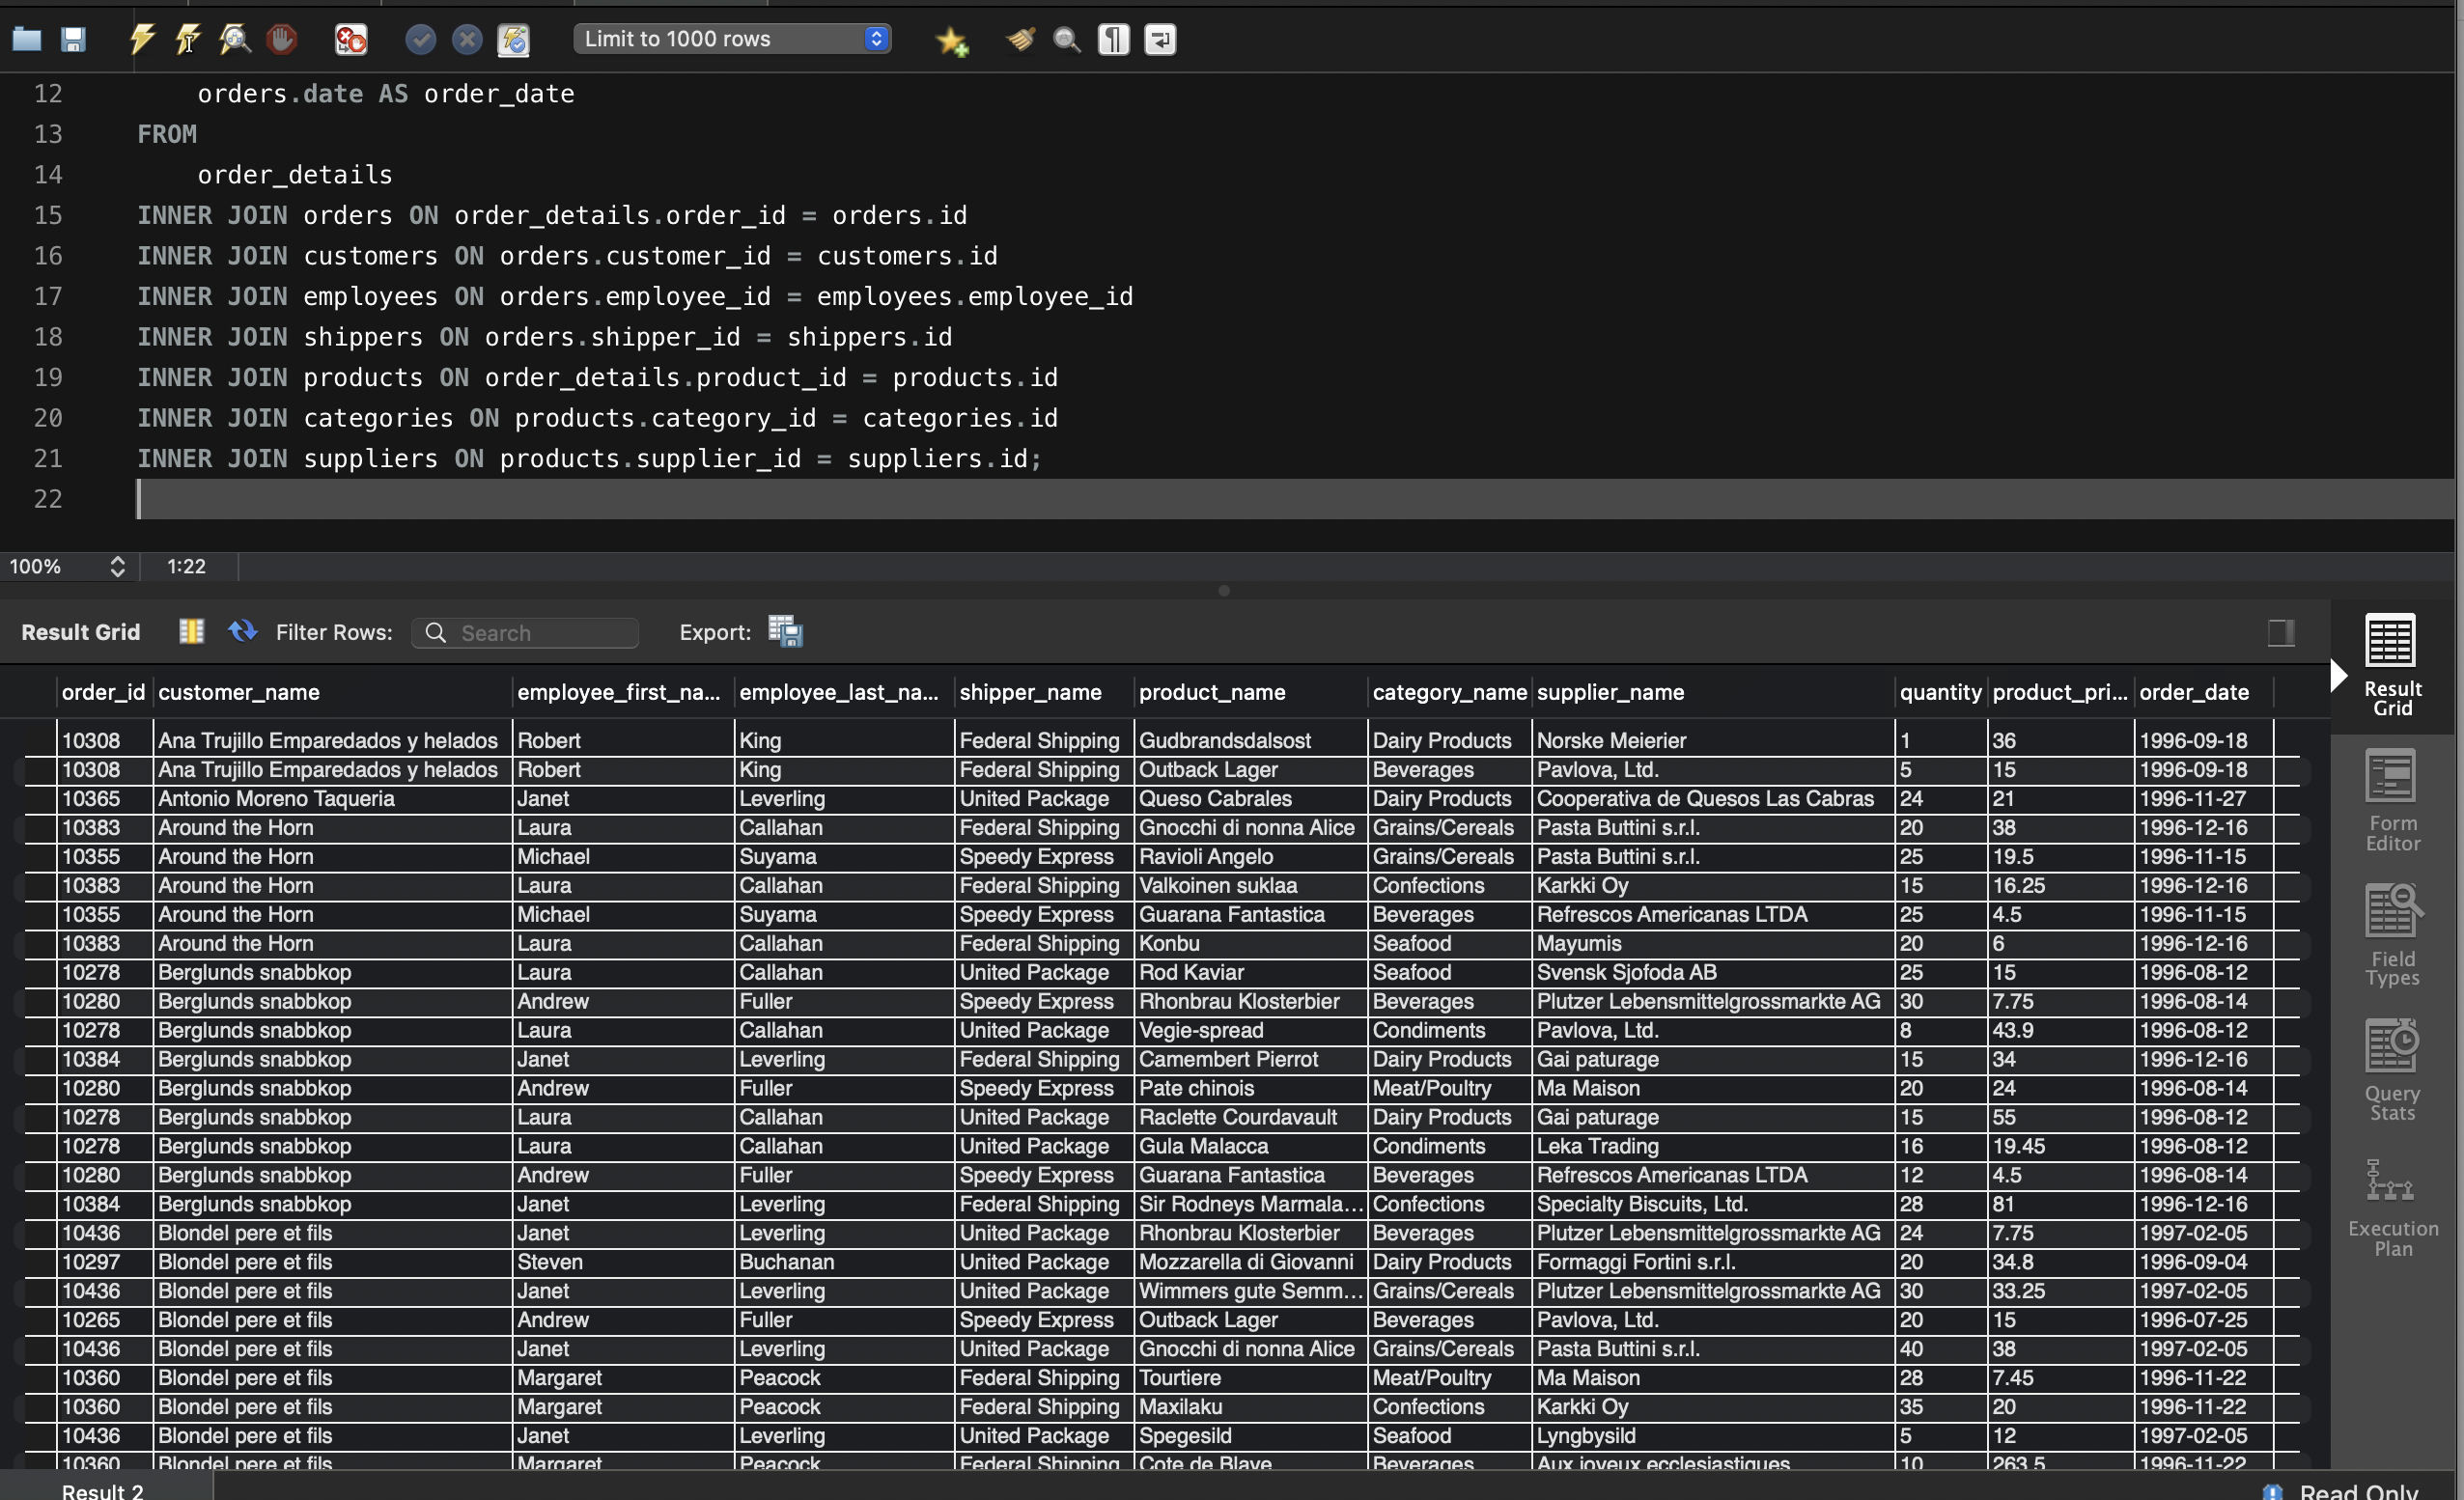 Limit to 1000 rows
12 orders.date AS order_date
13 FROM
14 order_details
15 INNER JOIN orders ON order_details.order_id = orders.id
16 INNER JOIN customers ON orders.customer_id = customers.id
17 INNER JOIN employees ON orders.employee_id = employees.employee_id
18 INNER JOIN shippers ON orders.shipper_id = shippers.id
19 INNER JOIN products ON order_details.product_id = products.id
20 INNER JOIN categories ON products.category_id = categories.id
21 INNER JOIN suppliers ON products.supplier_id = suppliers.id;
22
100% 1:22
Result Grid Filter Rows: Search Export:
order_id customer_name employee_first_na... employee_last_na... shipper_name product_name category_name supplier_name quantity product_pri... order_date
10308 Ana Trujillo Emparedados y helados Robert King Federal Shipping Gudbrandsdalsost Dairy Products Norske Meierier 1 36 1996-09-18
10308 Ana Trujillo Emparedados y helados Robert King Federal Shipping Outback Lager Beverages Pavlova, Ltd. 5 15 1996-09-18
10365 Antonio Moreno Taqueria Janet Leverling United Package Queso Cabrales Dairy Products Cooperativa de Quesos Las Cabras 24 21 1996-11-27
10383 Around the Horn Laura Callahan Federal Shipping Gnocchi di nonna Alice Grains/Cereals Pasta Buttini s.r.l. 20 38 1996-12-16
10355 Around the Horn Michael Suyama Speedy Express Ravioli Angelo Grains/Cereals Pasta Buttini s.r.l. 25 19.5 1996-11-15
10383 Around the Horn Laura Callahan Federal Shipping Valkoinen suklaa Confections Karkki Oy 15 16.25 1996-12-16
10355 Around the Horn Michael Suyama Speedy Express Guarana Fantastica Beverages Refrescos Americanas LTDA 25 4.5 1996-11-15
10383 Around the Horn Laura Callahan Federal Shipping Konbu Seafood Mayumis 20 6 1996-12-16
10278 Berglunds snabbkop Laura Callahan United Package Rod Kaviar Seafood Svensk Sjofoda AB 25 15 1996-08-12
10280 Berglunds snabbkop Andrew Fuller Speedy Express Rhonbrau Klosterbier Beverages Plutzer Lebensmittelgrossmarkte AG 30 7.75 1996-08-14
10278 Berglunds snabbkop Laura Callahan United Package Vegie-spread Condiments Pavlova, Ltd. 8 43.9 1996-08-12
10384 Berglunds snabbkop Janet Leverling Federal Shipping Camembert Pierrot Dairy Products Gai paturage 15 34 1996-12-16
10280 Berglunds snabbkop Andrew Fuller Speedy Express Pate chinois Meat/Poultry Ma Maison 20 24 1996-08-14
10278 Berglunds snabbkop Laura Callahan United Package Raclette Courdavault Dairy Products Gai paturage 15 55 1996-08-12
10278 Berglunds snabbkop Laura Callahan United Package Gula Malacca Condiments Leka Trading 16 19.45 1996-08-12
10280 Berglunds snabbkop Andrew Fuller Speedy Express Guarana Fantastica Beverages Refrescos Americanas LTDA 12 4.5 1996-08-14
10384 Berglunds snabbkop Janet Leverling Federal Shipping Sir Rodneys Marmala... Confections Specialty Biscuits, Ltd. 28 81 1996-12-16
10436 Blondel pere et fils Janet Leverling United Package Rhonbrau Klosterbier Beverages Plutzer Lebensmittelgrossmarkte AG 24 7.75 1997-02-05
10297 Blondel pere et fils Steven Buchanan United Package Mozzarella di Giovanni Dairy Products Formaggi Fortini s.r.l. 20 34.8 1996-09-04
10436 Blondel pere et fils Janet Leverling United Package Wimmers gute Semm... Grains/Cereals Plutzer Lebensmittelgrossmarkte AG 30 33.25 1997-02-05
10265 Blondel pere et fils Andrew Fuller Speedy Express Outback Lager Beverages Pavlova, Ltd. 20 15 1996-07-25
10436 Blondel pere et fils Janet Leverling United Package Gnocchi di nonna Alice Grains/Cereals Pasta Buttini s.r.l. 40 38 1997-02-05
10360 Blondel pere et fils Margaret Peacock Federal Shipping Tourtiere Meat/Poultry Ma Maison 28 7.45 1996-11-22
10360 Blondel pere et fils Margaret Peacock Federal Shipping Maxilaku Confections Karkki Oy 35 20 1996-11-22
10436 Blondel pere et fils Janet Leverling United Package Spegesild Seafood Lyngbysild 5 12 1997-02-05
10360 Blondel pere et fils Margaret Peacock Federal Shipping Cote de Blaye Beverages Aux joyeux ecclesiastiques 10 263.5 1996-11-22
Result
Grid
Form
Editor
Field
Types
Query
Stats
Execution
Plan
Result 2 Read Only